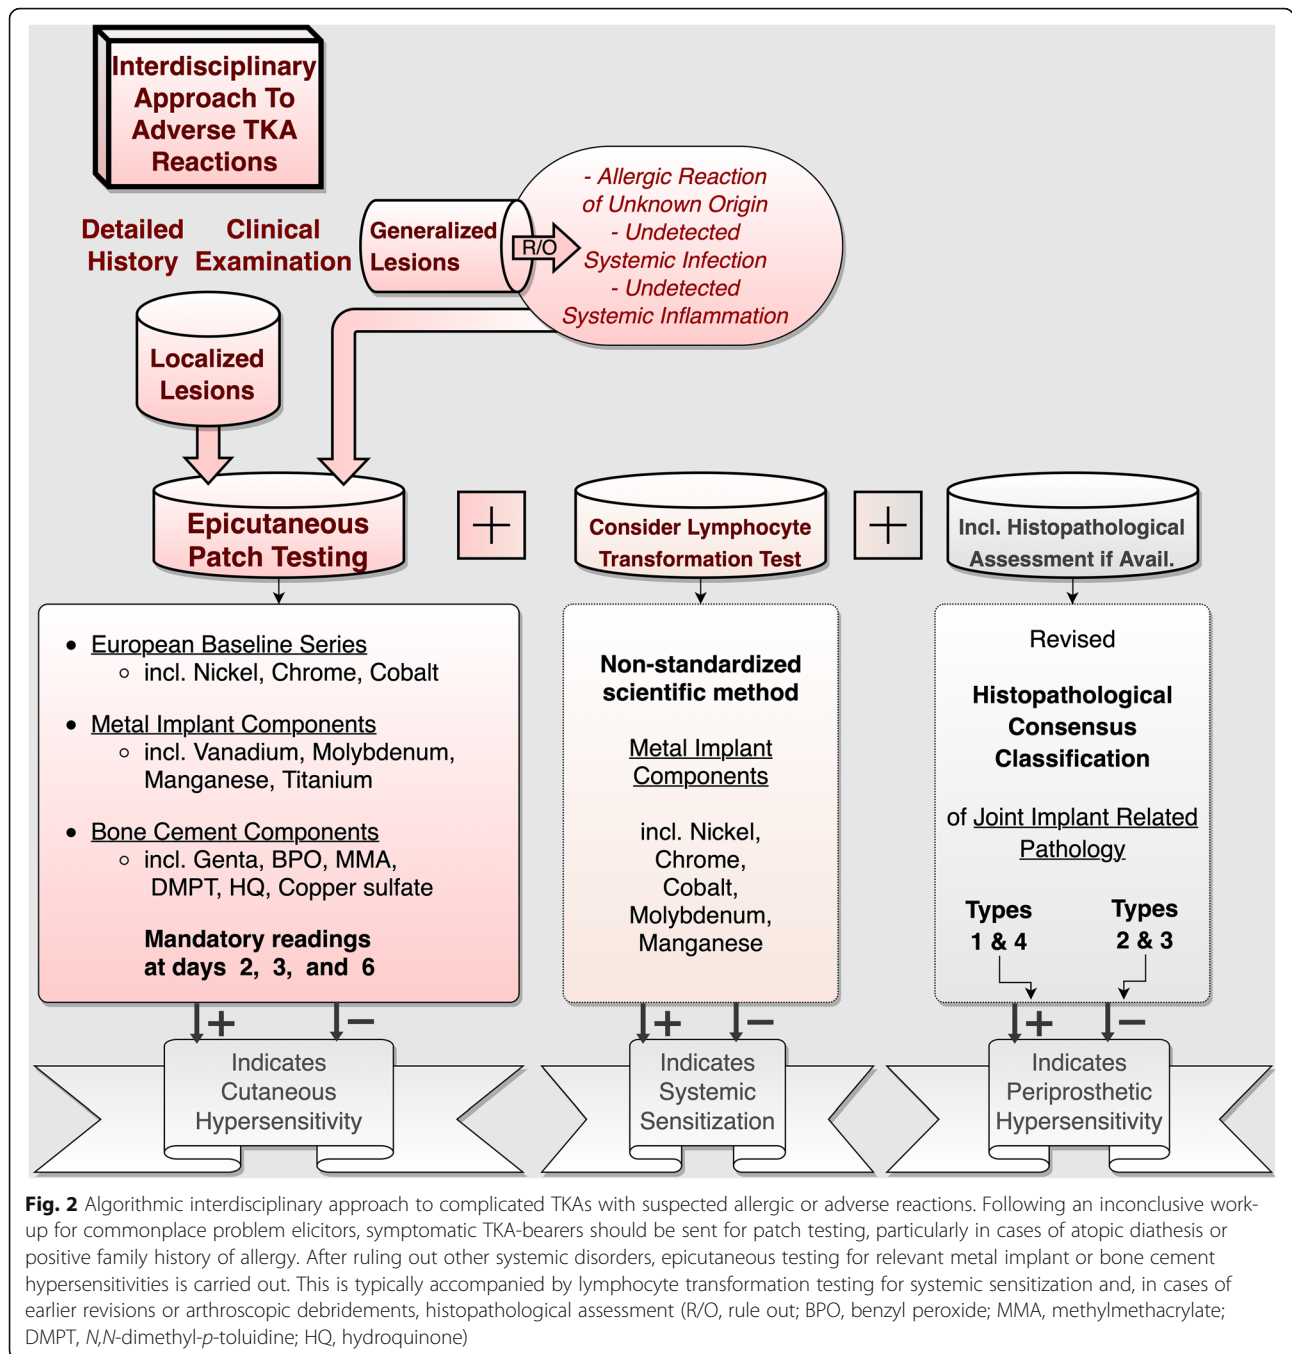 Interdisciplinary
Approach To
Adverse TKA
Reactions
Detailed
History
Clinical
Examination
Generalized
Lesions
R/O
- Allergic Reaction
of Unknown Origin
- Undetected
Systemic Infection
- Undetected
Systemic Inflammation
Localized
Lesions
Epicutaneous
Patch Testing
+
Consider Lymphocyte
Transformation Test
+
Incl. Histopathological
Assessment if Avail.
• European Baseline Series
○ incl. Nickel, Chrome, Cobalt
• Metal Implant Components
○ incl. Vanadium, Molybdenum,
Manganese, Titanium
• Bone Cement Components
○ incl. Genta, BPO, MMA,
DMPT, HQ, Copper sulfate
Mandatory readings
at days 2, 3, and 6
+ −
Indicates
Cutaneous
Hypersensitivity
Non-standardized
scientific method
Metal Implant
Components
incl. Nickel,
Chrome,
Cobalt,
Molybdenum,
Manganese
+ −
Indicates
Systemic
Sensitization
Revised
Histopathological
Consensus
Classification
of Joint Implant Related
Pathology
Types
1 & 4
Types
2 & 3
+ −
Indicates
Periprosthetic
Hypersensitivity
Fig. 2 Algorithmic interdisciplinary approach to complicated TKAs with suspected allergic or adverse reactions. Following an inconclusive work-
up for commonplace problem elicitors, symptomatic TKA-bearers should be sent for patch testing, particularly in cases of atopic diathesis or
positive family history of allergy. After ruling out other systemic disorders, epicutaneous testing for relevant metal implant or bone cement
hypersensitivities is carried out. This is typically accompanied by lymphocyte transformation testing for systemic sensitization and, in cases of
earlier revisions or arthroscopic debridements, histopathological assessment (R/O, rule out; BPO, benzyl peroxide; MMA, methylmethacrylate;
DMPT, N,N-dimethyl-p-toluidine; HQ, hydroquinone)